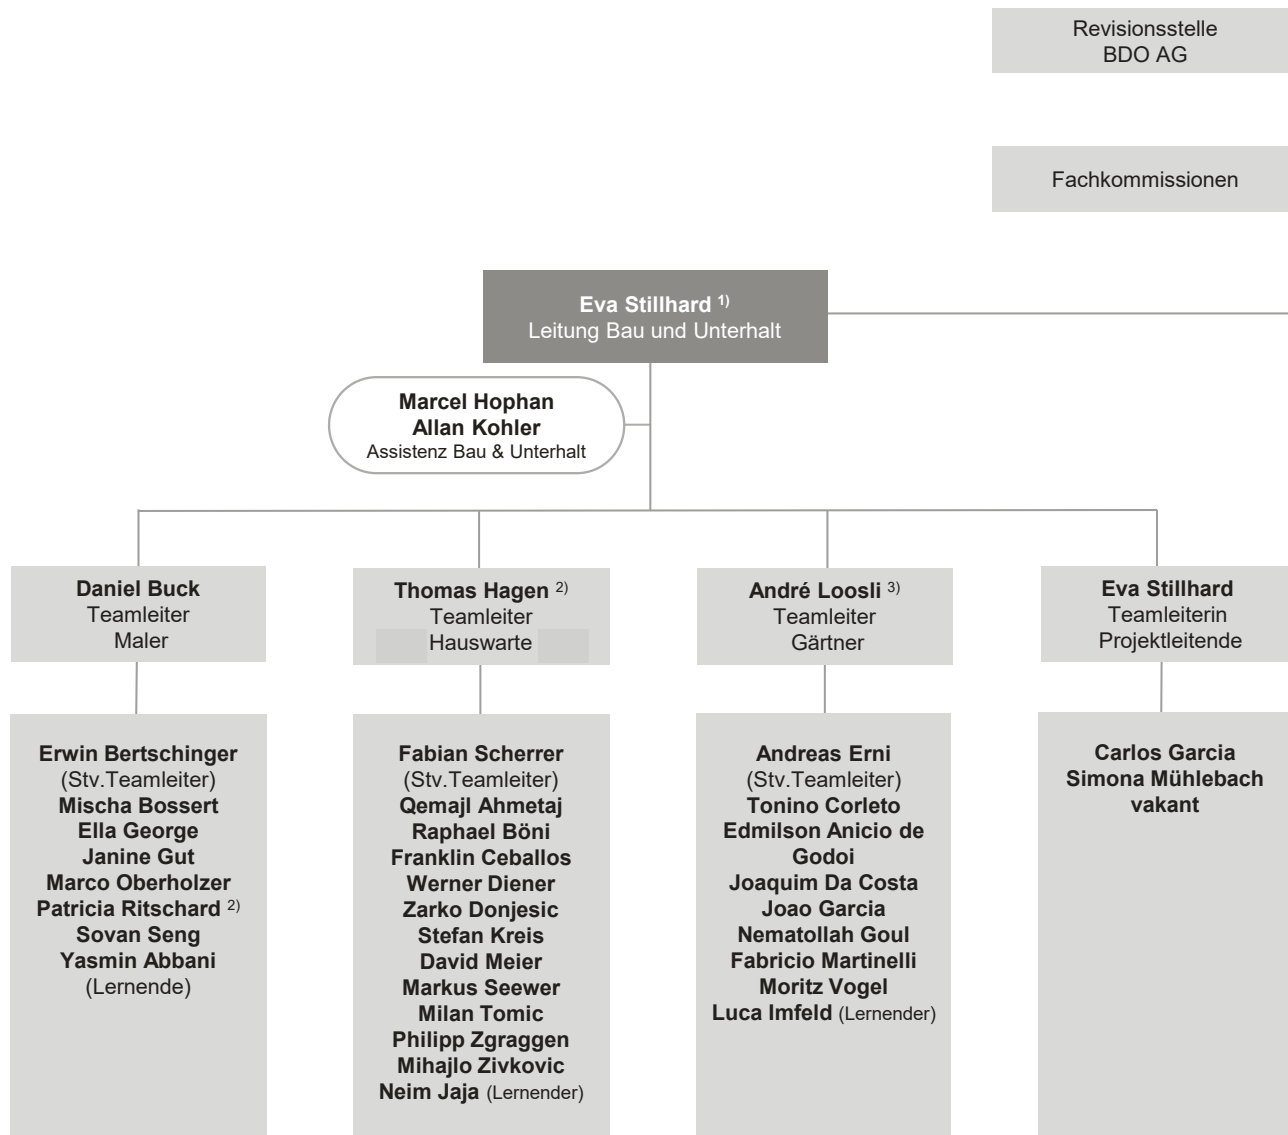 Revisionsstelle
BDO AG
Fachkommissionen
Eva Stillhard 1)
Leitung Bau und Unterhalt
Marcel Hophan
Allan Kohler
Assistenz Bau & Unterhalt
Daniel Buck
Teamleiter
Maler
Thomas Hagen 2)
Teamleiter
Hauswarte
André Loosli 3)
Teamleiter
Gärtner
Eva Stillhard
Teamleiterin
Projektleitende
Erwin Bertschinger
(Stv.Teamleiter)
Mischa Bossert
Ella George
Janine Gut
Marco Oberholzer
Patricia Ritschard 2)
Sovan Seng
Yasmin Abbani
(Lernende)
Fabian Scherrer
(Stv.Teamleiter)
Qemajl Ahmetaj
Raphael Böni
Franklin Ceballos
Werner Diener
Zarko Donjesic
Stefan Kreis
David Meier
Markus Seewer
Milan Tomic
Philipp Zgraggen
Mihajlo Zivkovic
Neim Jaja (Lernender)
Andreas Erni
(Stv.Teamleiter)
Tonino Corleto
Edmilson Anicio de
Godoi
Joaquim Da Costa
Joao Garcia
Nematollah Goul
Fabricio Martinelli
Moritz Vogel
Luca Imfeld (Lernender)
Carlos Garcia
Simona Mühlebach
vakant